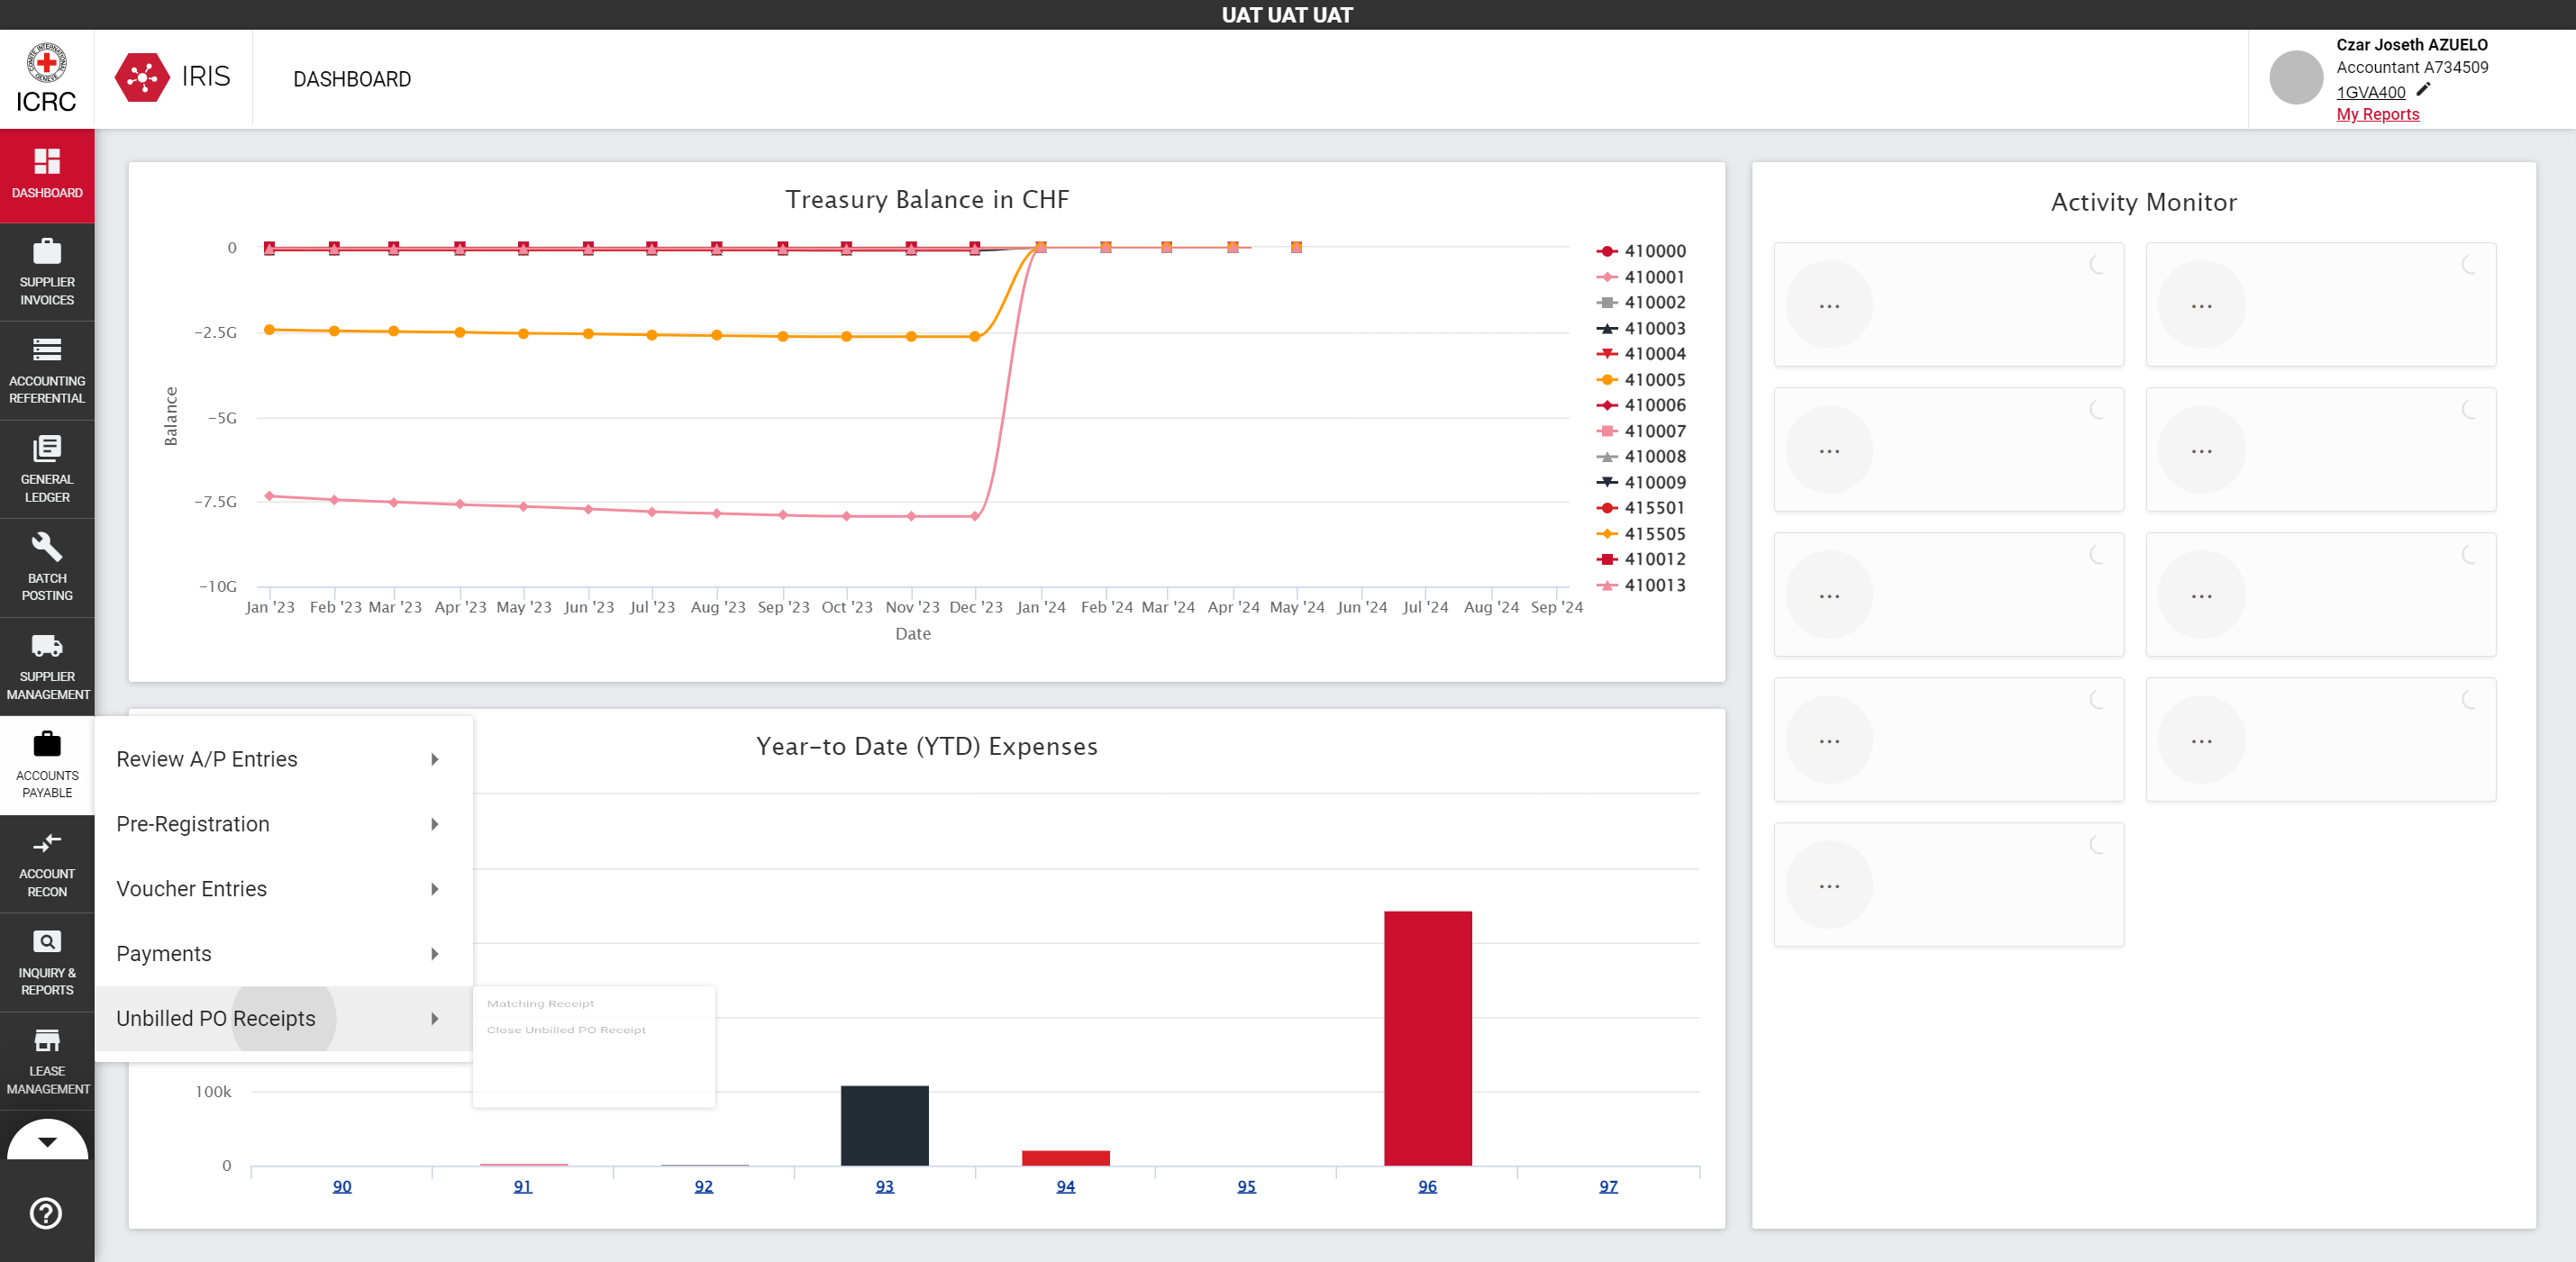 UAT UAT UAT
ICRC
IRIS
DASHBOARD
Czar Joseth AZUELO
Accountant A734509
1GVA400
My Reports
DASHBOARD
SUPPLIER
INVOICES
ACCOUNTING
REFERENTIAL
GENERAL
LEDGER
BATCH
POSTING
SUPPLIER
MANAGEMENT
ACCOUNTS
PAYABLE
ACCOUNT
RECON
INQUIRY &
REPORTS
LEASE
MANAGEMENT
Review A/P Entries
Pre-Registration
Voucher Entries
Payments
Unbilled PO Receipts
Matching Receipt
Close Unbilled PO Receipt
Treasury Balance in CHF
Balance
0
−2.5G
−5G
−7.5G
−10G
Jan '23 Feb '23 Mar '23 Apr '23 May '23 Jun '23 Jul '23 Aug '23 Sep '23 Oct '23 Nov '23 Dec '23 Jan '24 Feb '24 Mar '24 Apr '24 May '24 Jun '24 Jul '24 Aug '24 Sep '24
Date
410000
410001
410002
410003
410004
410005
410006
410007
410008
410009
415501
415505
410012
410013
Year-to Date (YTD) Expenses
100k
0
90 91 92 93 94 95 96 97
Activity Monitor
... ...
... ...
... ...
... ...
...